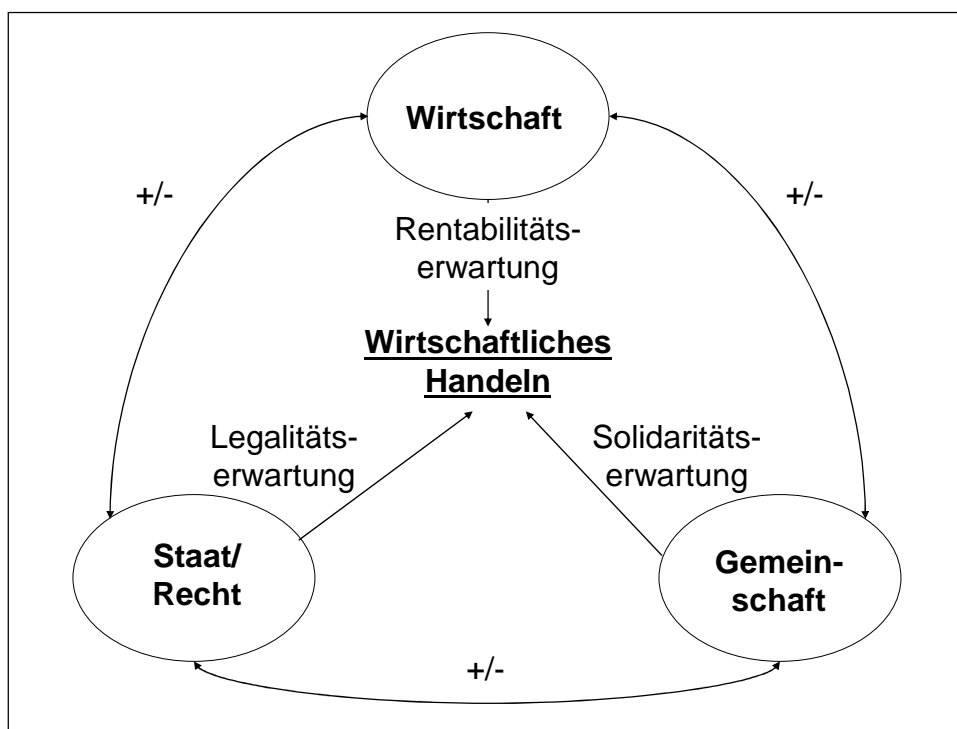 Wirtschaft
+/-
+/-
Rentabilitäts-
erwartung
Wirtschaftliches
Handeln
Legalitäts-
erwartung
Solidaritäts-
erwartung
Staat/
Recht
Gemein-
schaft
+/-